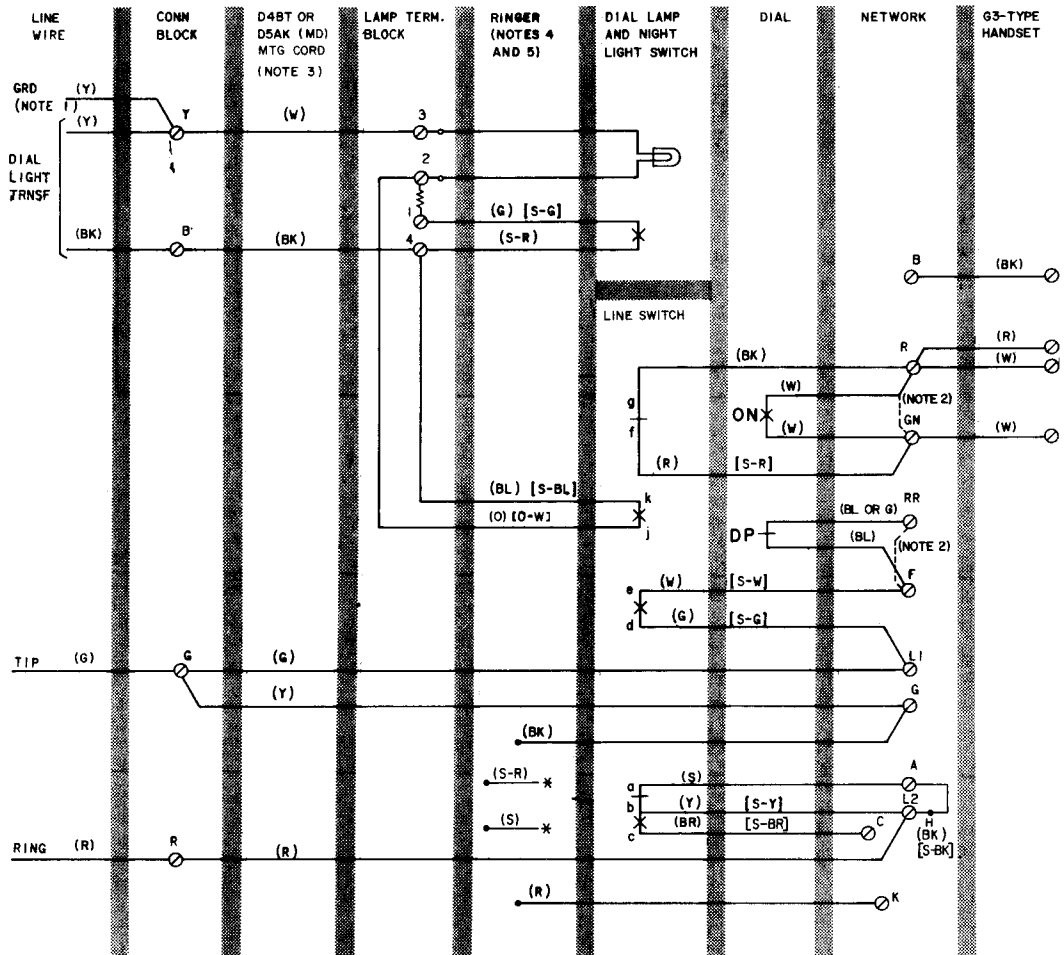 LINE WIRE
CONN BLOCK
D4BT OR D5AK (MD) MTG CORD (NOTE 3)
LAMP TERM. BLOCK
RINGER (NOTES 4 AND 5)
DIAL LAMP AND NIGHT LIGHT SWITCH
DIAL
NETWORK
G3-TYPE HANDSET
GRD (NOTE 1)
(Y)
Y
(Y)
(W)
3
4
DIAL LIGHT TRNSF
2
1
(G) [S-G]
(BK)
B
(BK)
4
(S-R)
B
(BK)
LINE SWITCH
(R)
(BK)
R
(W)
(W)
g
ON
(NOTE 2)
f
(W)
GN
(W)
(R)
[S-R]
(BL) [S-BL]
k
(O) [O-W]
j
(BL OR G)
RR
DP
(BL)
(NOTE 2)
e
(W)
[S-W]
F
d
(G)
[S-G]
TIP
(G)
G
(G)
L1
(Y)
G
(BK)
A
(S-R)
*
a
(S)
b
(Y)
[S-Y]
L2
(S)
*
c
(BR)
[S-BR]
C
H
(BK)
[S-BK]
RING
(R)
R
(R)
(R)
K